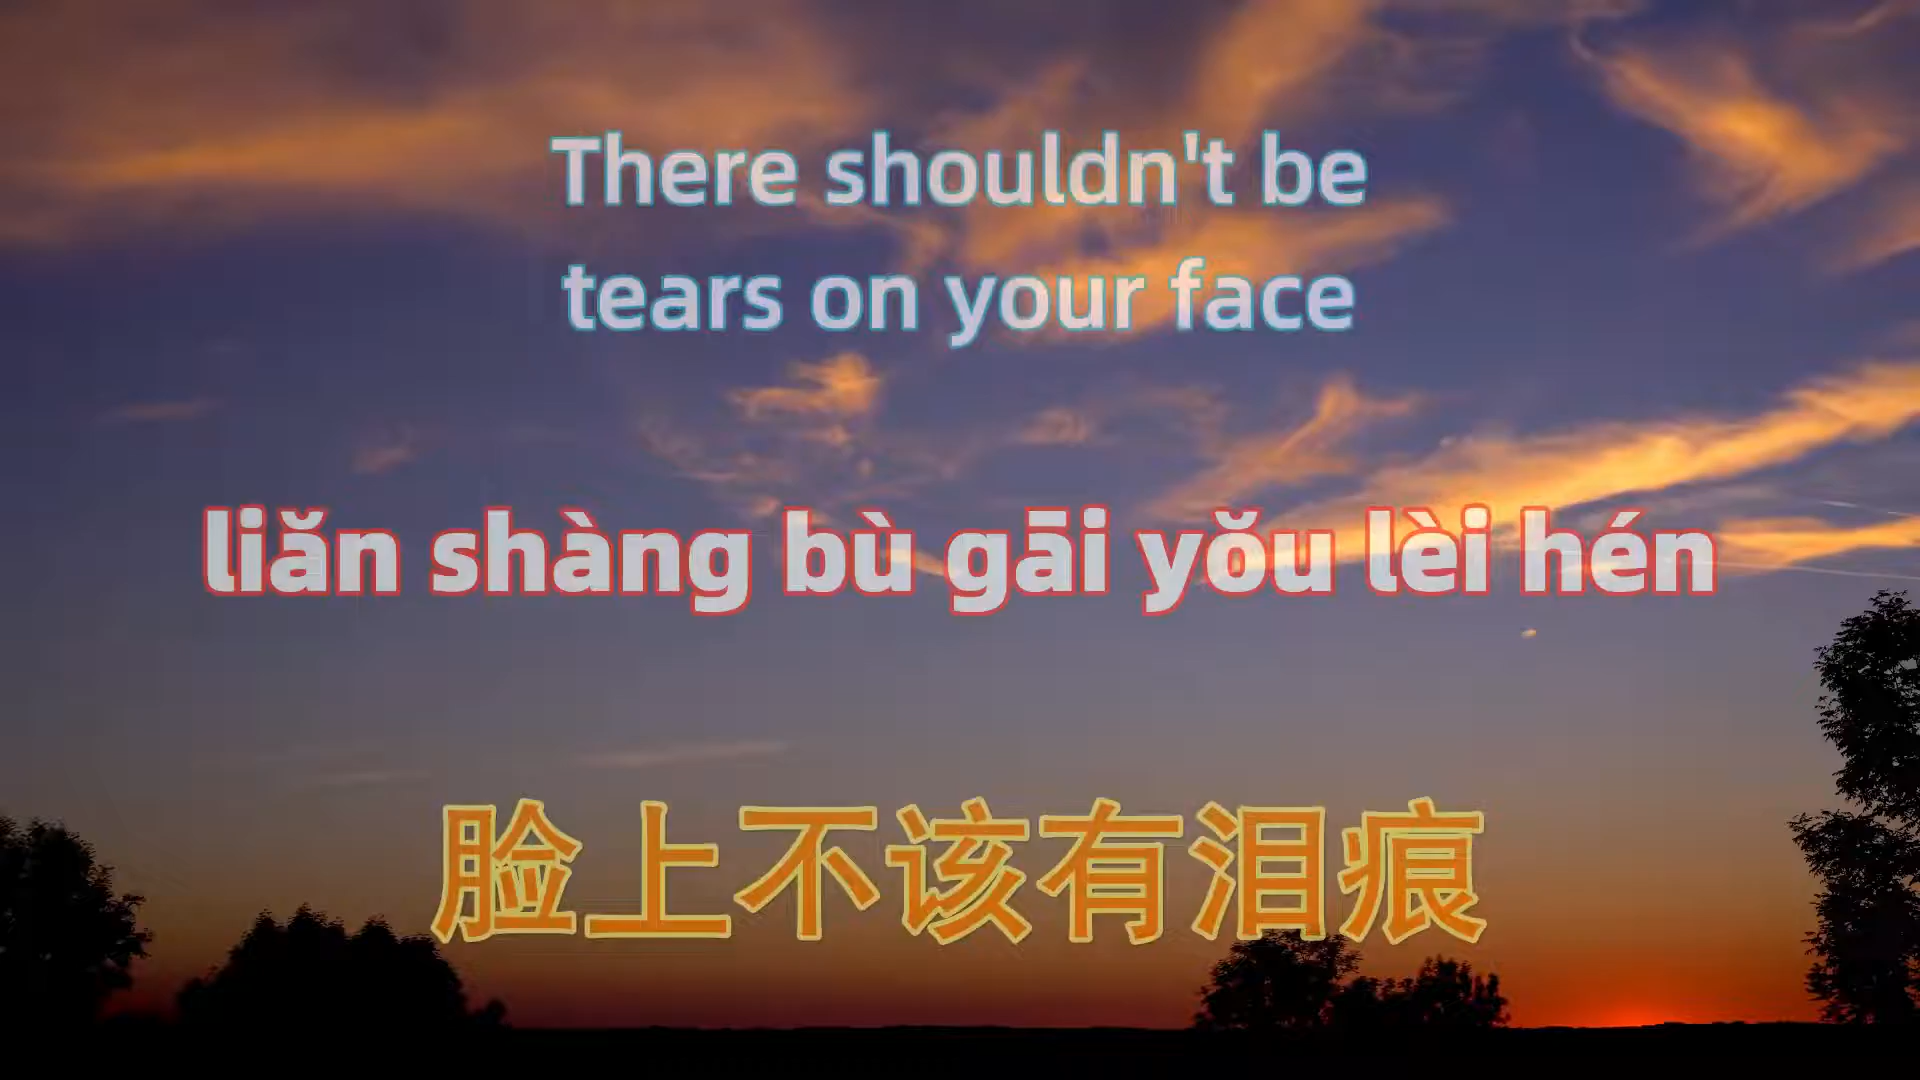 There shouldn't be
tears on your face
liǎn shàng bù gāi yǒu lèi hén
脸上不该有泪痕